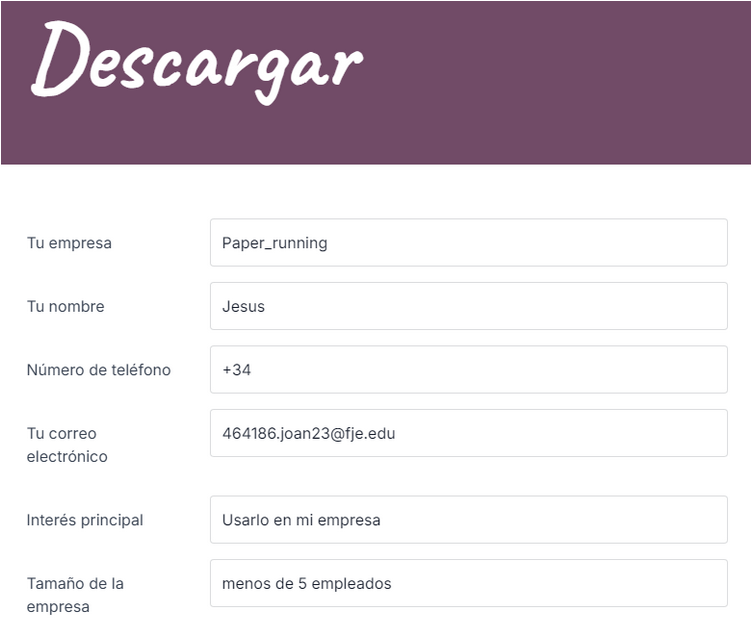 Descargar
Tu empresa
Paper_running
Tu nombre
Jesus
Número de teléfono
+34
Tu correo
electrónico
464186.joan23@fje.edu
Interés principal
Usarlo en mi empresa
Tamaño de la
empresa
menos de 5 empleados